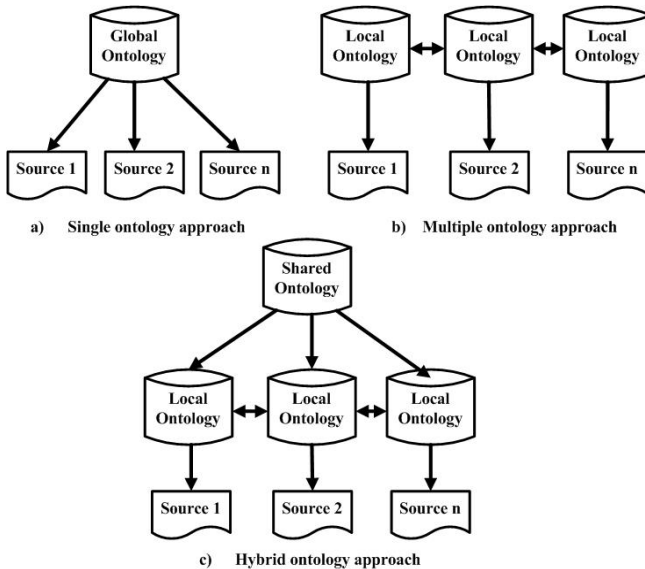 Global
Ontology
Source 1
Source 2
Source n
a) Single ontology approach
Local
Ontology
Local
Ontology
Local
Ontology
Source 1
Source 2
Source n
b) Multiple ontology approach
Shared
Ontology
Local
Ontology
Local
Ontology
Local
Ontology
Source 1
Source 2
Source n
c) Hybrid ontology approach